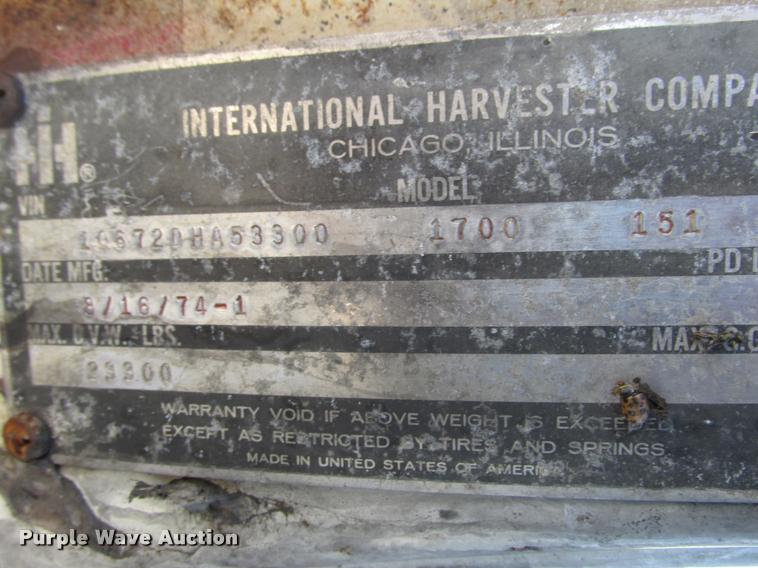 INTERNATIONAL HARVESTER COMPA
CHICAGO, ILLINOIS
IH®
VIN MODEL
10672DHA53300 1700 151
DATE MFG. PD L
8/16/74-1
MAX. G.V.W. LBS. MAX. G.C
23300
WARRANTY VOID IF ABOVE WEIGHT IS EXCEEDED
EXCEPT AS RESTRICTED BY TIRES AND SPRINGS
MADE IN UNITED STATES OF AMERICA
Purple Wave Auction